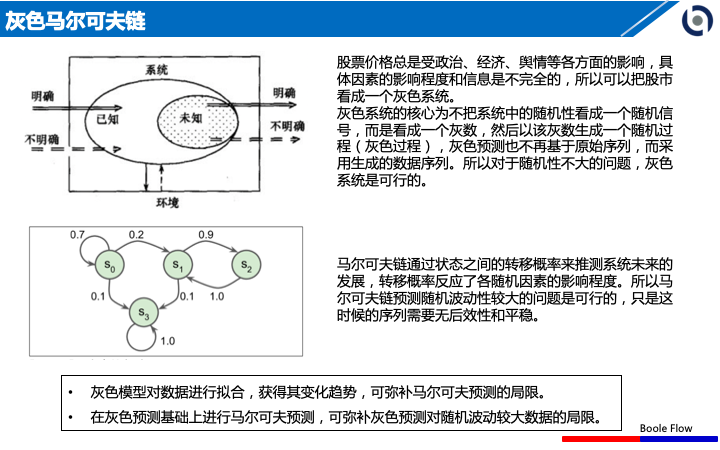 灰色马尔可夫链
系统
明确
明确
已知
未知
不明确
不明确
环境
股票价格总是受政治、经济、舆情等各方面的影响，具
体因素的影响程度和信息是不完全的，所以可以把股市
看成一个灰色系统。
灰色系统的核心为不把系统中的随机性看成一个随机信
号，而是看成一个灰数，然后以该灰数生成一个随机过
程（灰色过程），灰色预测也不再基于原始序列，而采
用生成的数据序列。所以对于随机性不大的问题，灰色
系统是可行的。
0.7
0.2
0.9
S0
S1
S2
0.1
0.1
1.0
S3
1.0
马尔可夫链通过状态之间的转移概率来推测系统未来的
发展，转移概率反应了各随机因素的影响程度。所以马
尔可夫链预测随机波动性较大的问题是可行的，只是这
时候的序列需要无后效性和平稳。
• 灰色模型对数据进行拟合，获得其变化趋势，可弥补马尔可夫预测的局限。
• 在灰色预测基础上进行马尔可夫预测，可弥补灰色预测对随机波动较大数据的局限。
Boole Flow